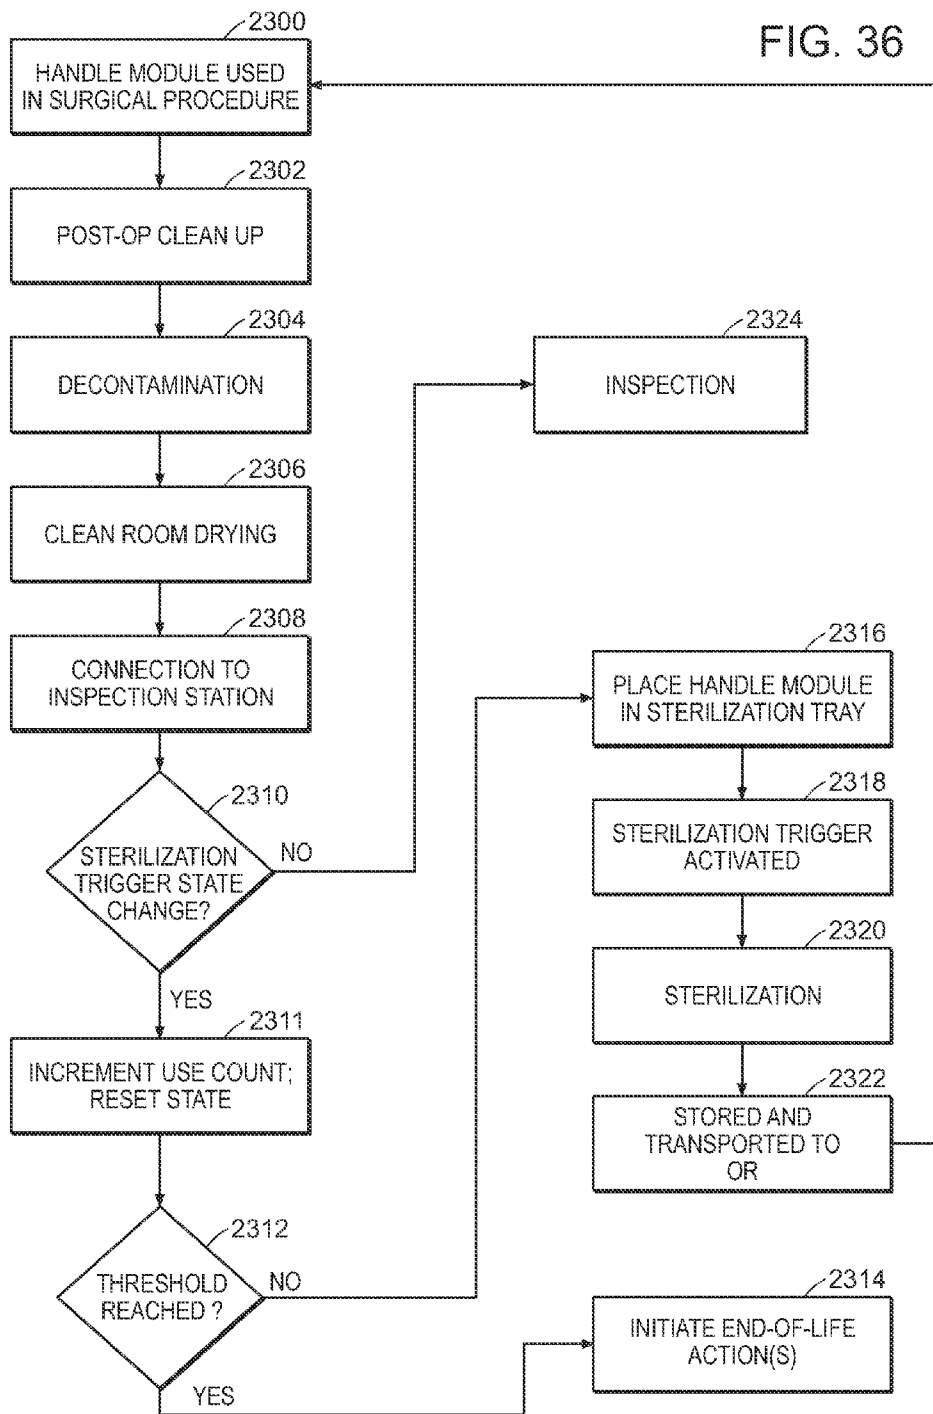 FIG. 36
2300
HANDLE MODULE USED
IN SURGICAL PROCEDURE
2302
POST-OP CLEAN UP
2304
DECONTAMINATION
2306
CLEAN ROOM DRYING
2308
CONNECTION TO
INSPECTION STATION
2310
STERILIZATION
TRIGGER STATE
CHANGE?
NO
YES
2324
INSPECTION
2311
INCREMENT USE COUNT;
RESET STATE
2312
THRESHOLD
REACHED ?
NO
YES
2316
PLACE HANDLE MODULE
IN STERILIZATION TRAY
2318
STERILIZATION TRIGGER
ACTIVATED
2320
STERILIZATION
2322
STORED AND
TRANSPORTED TO
OR
2314
INITIATE END-OF-LIFE
ACTION(S)